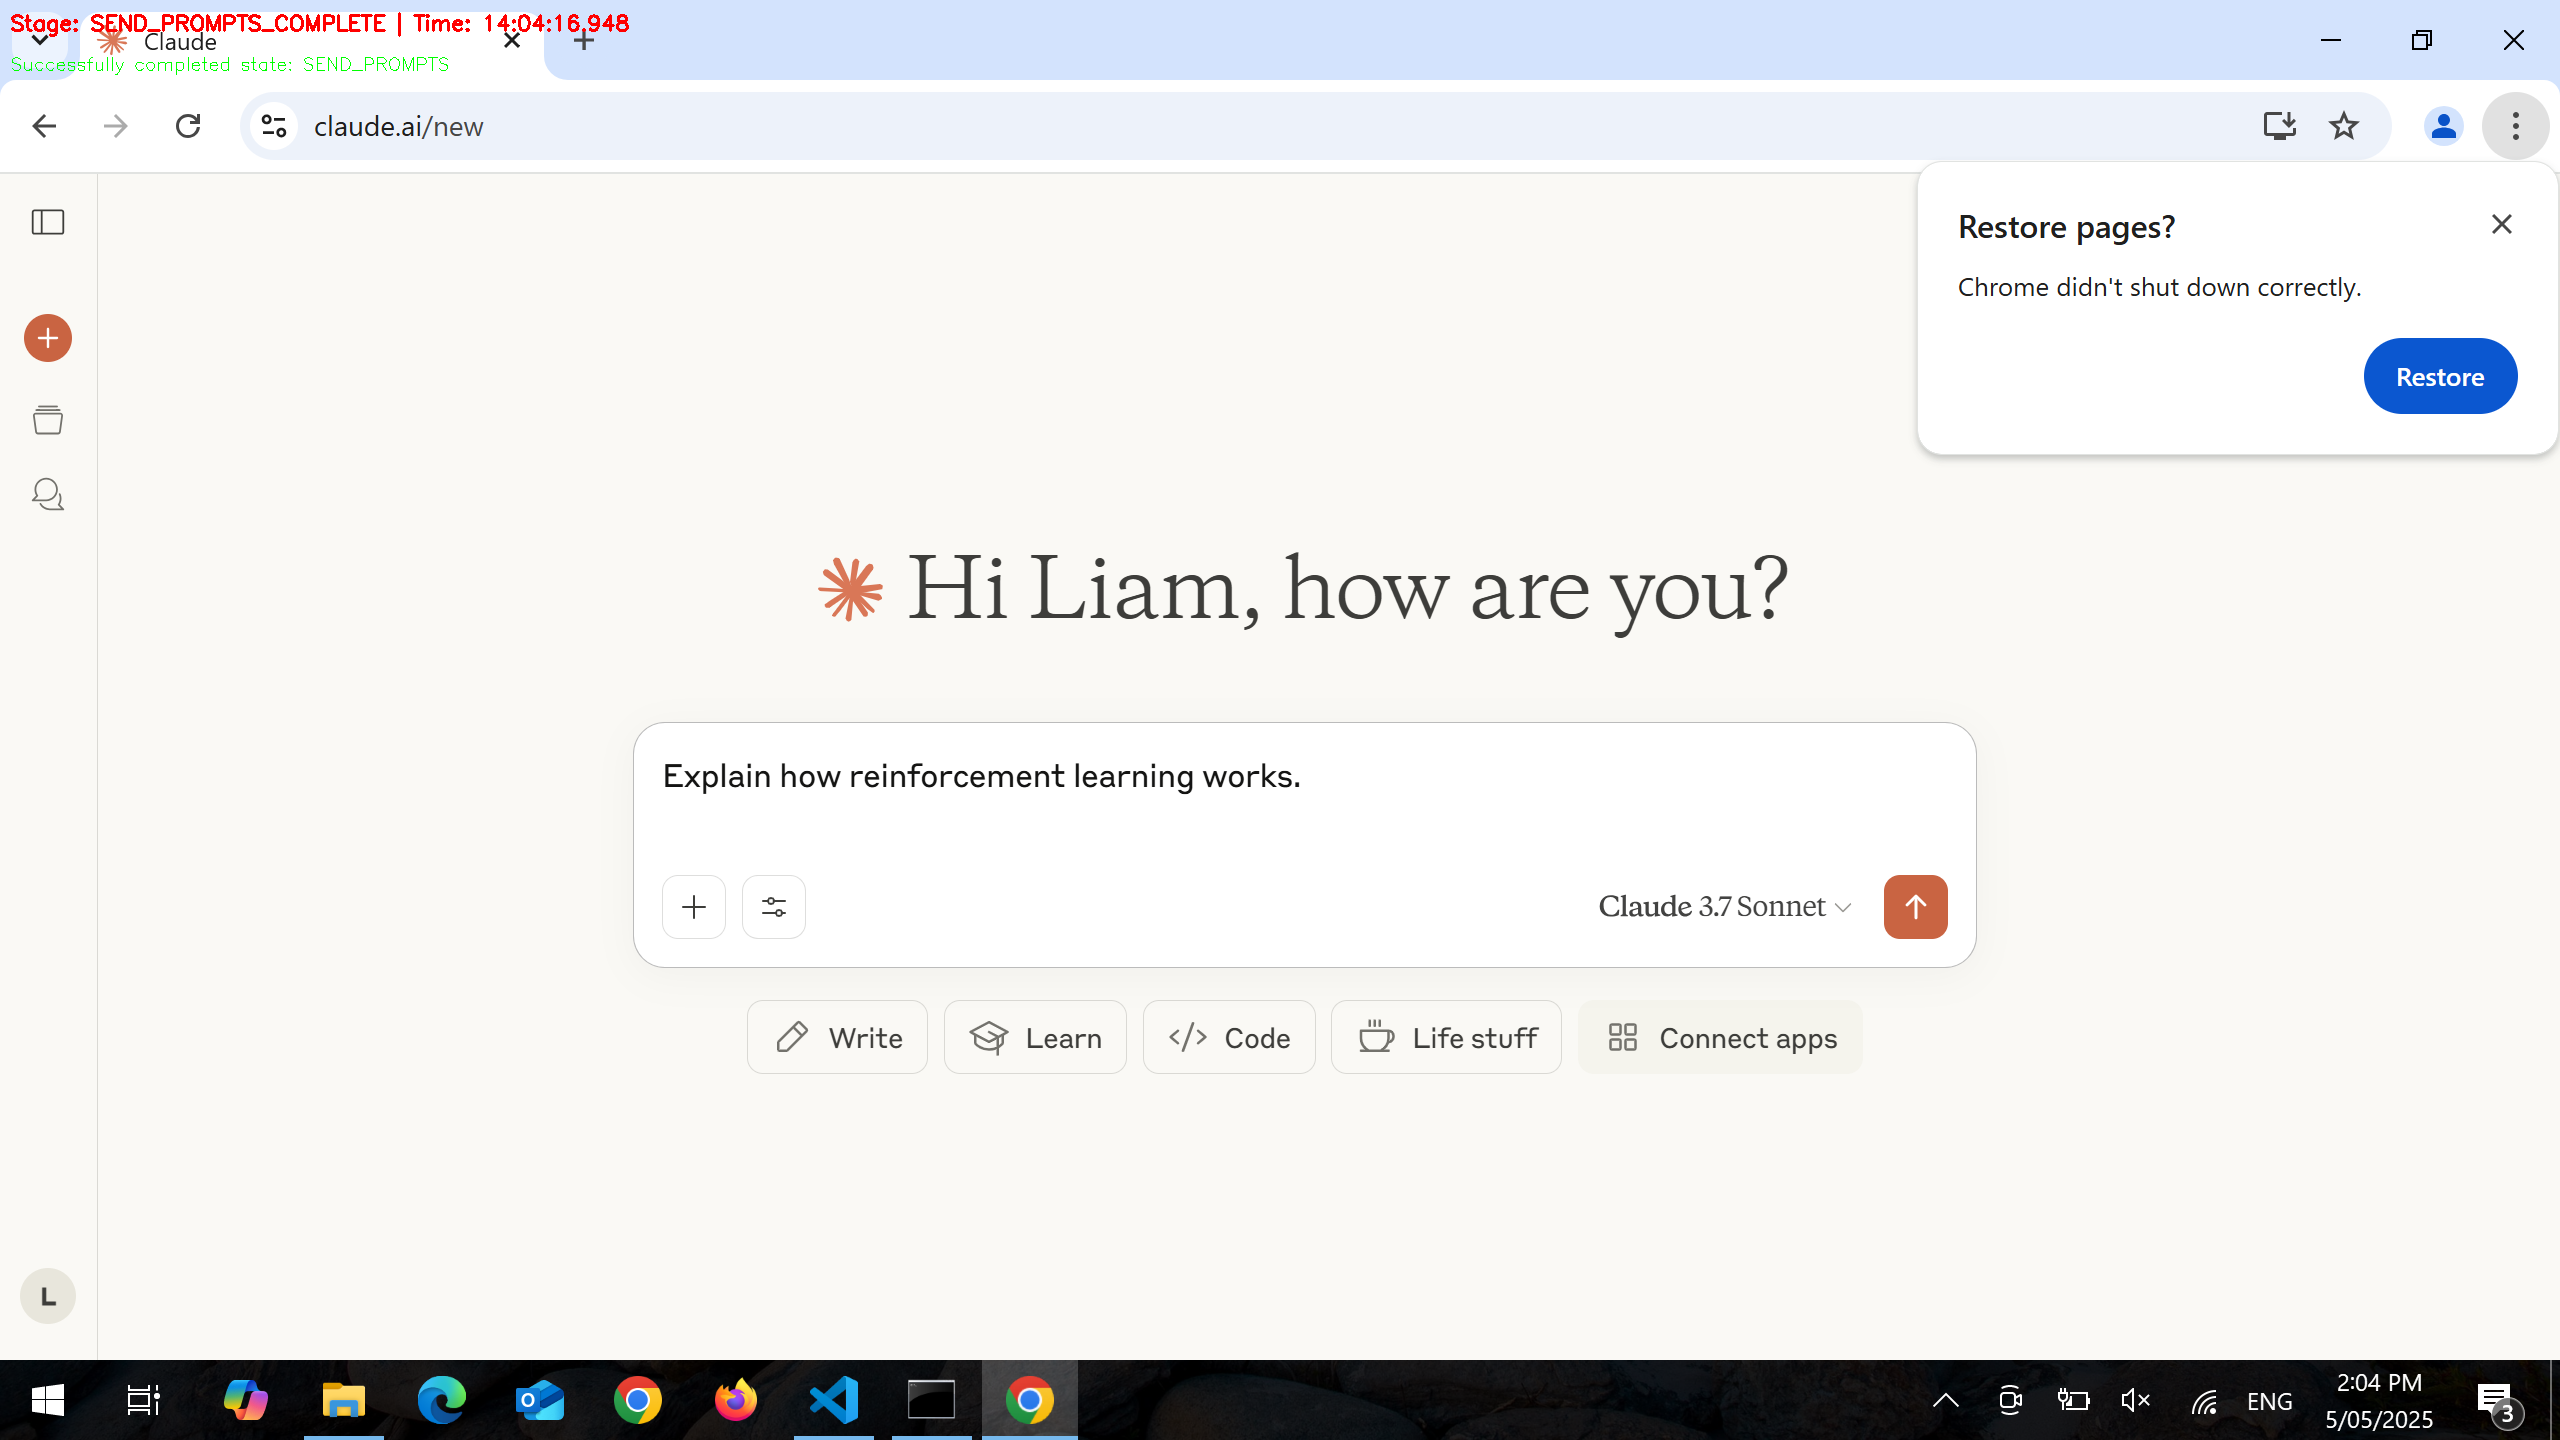 Stage: SEND_PROMPTS_COMPLETE | Time: 14:04:16,948
Claude
Successfully completed state: SEND_PROMPTS
claude.ai/new
Restore pages?
Chrome didn't shut down correctly.
Restore
Hi Liam, how are you?
Explain how reinforcement learning works.
Claude 3.7 Sonnet
Write
Learn
Code
Life stuff
Connect apps
L
ENG
2:04 PM
5/05/2025
3